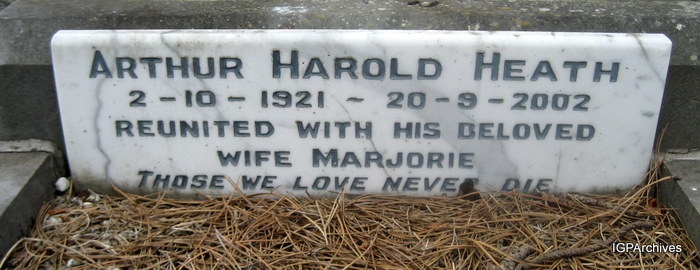 ARTHUR HAROLD HEATH
2-10-1921 ~ 20-9-2002
REUNITED WITH HIS BELOVED
WIFE MARJORIE
THOSE WE LOVE NEVER DIE
IGPArchives